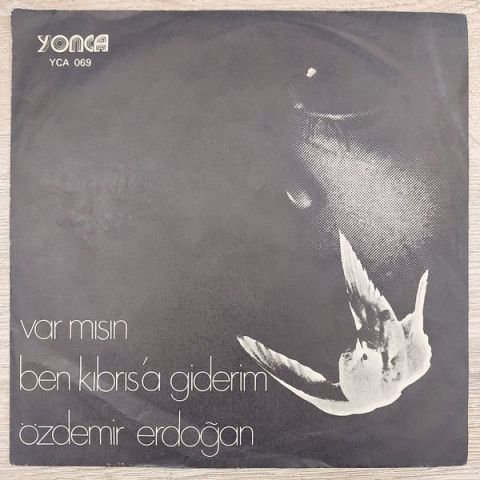 yonca
YCA 069
var mısın
ben kıbrıs'a giderim
özdemir erdoğan